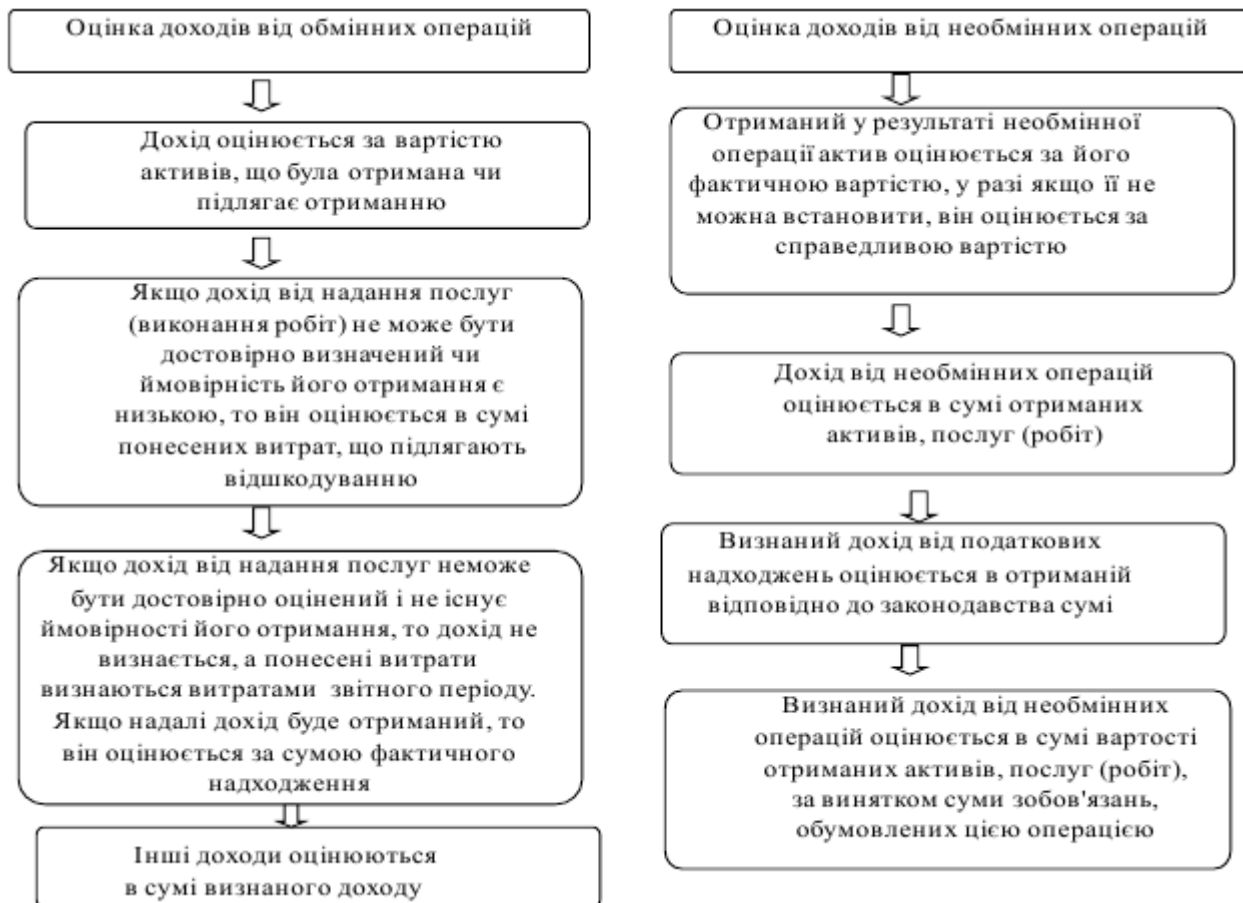 Оцінка доходів від обмінних операцій
Дохід оцінюється за вартістю
активів, що була отримана чи
підлягає отриманню
Якщо дохід від надання послуг
(виконання робіт) не може бути
достовірно визначений чи
ймовірність його отримання є
низькою, то він оцінюється в сумі
понесених витрат, що підлягають
відшкодуванню
Якщо дохід від надання послуг неможе
бути достовірно оцінений і не існує
ймовірності його отримання, то дохід не
визнається, а понесені витрати
визнаються витратами звітного періоду.
Якщо надалі дохід буде отриманий, то
він оцінюється за сумою фактичного
надходження
Інші доходи оцінюються
в сумі визнаного доходу
Оцінка доходів від необмінних операцій
Отриманий у результаті необмінної
операції актив оцінюється за його
фактичною вартістю, у разі якщо її не
можна встановити, він оцінюється за
справедливою вартістю
Дохід від необмінних операцій
оцінюється в сумі отриманих
активів, послуг (робіт)
Визнаний дохід від податкових
надходжень оцінюється в отриманій
відповідно до законодавства сумі
Визнаний дохід від необмінних
операцій оцінюється в сумі вартості
отриманих активів, послуг (робіт),
за винятком суми зобов'язань,
обумовлених цією операцією